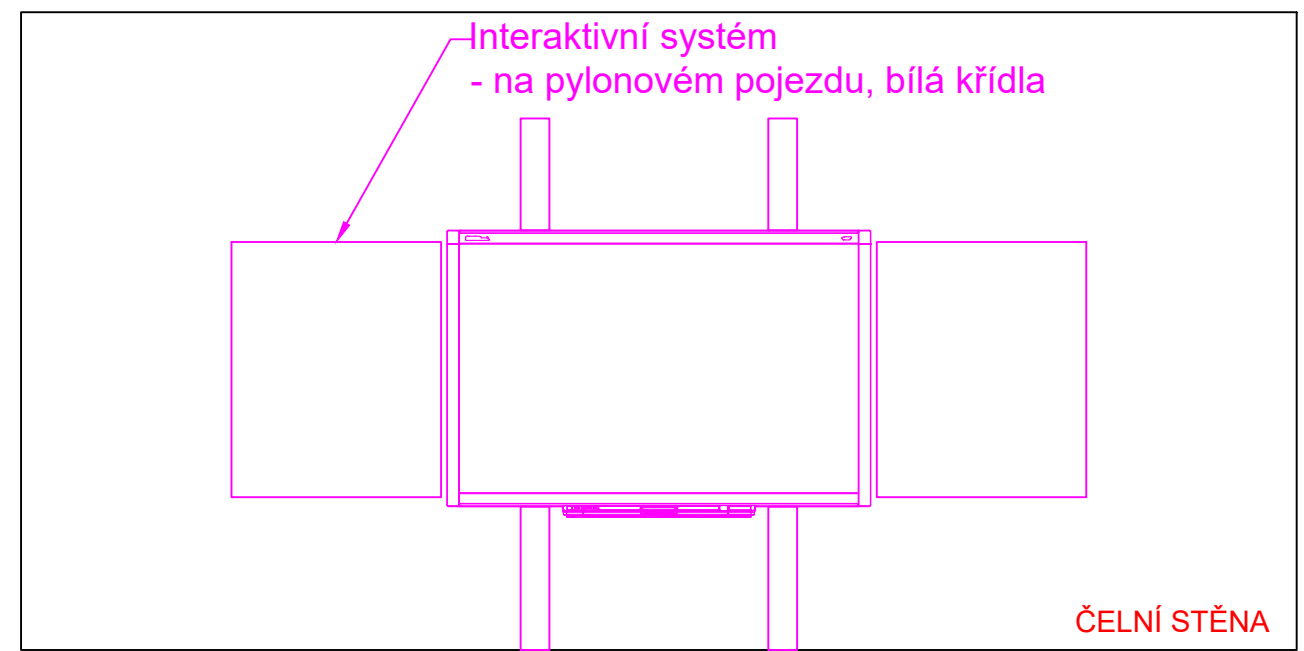 Interaktivní systém
- na pylonovém pojezdu, bílá křídla
ČELNÍ STĚNA